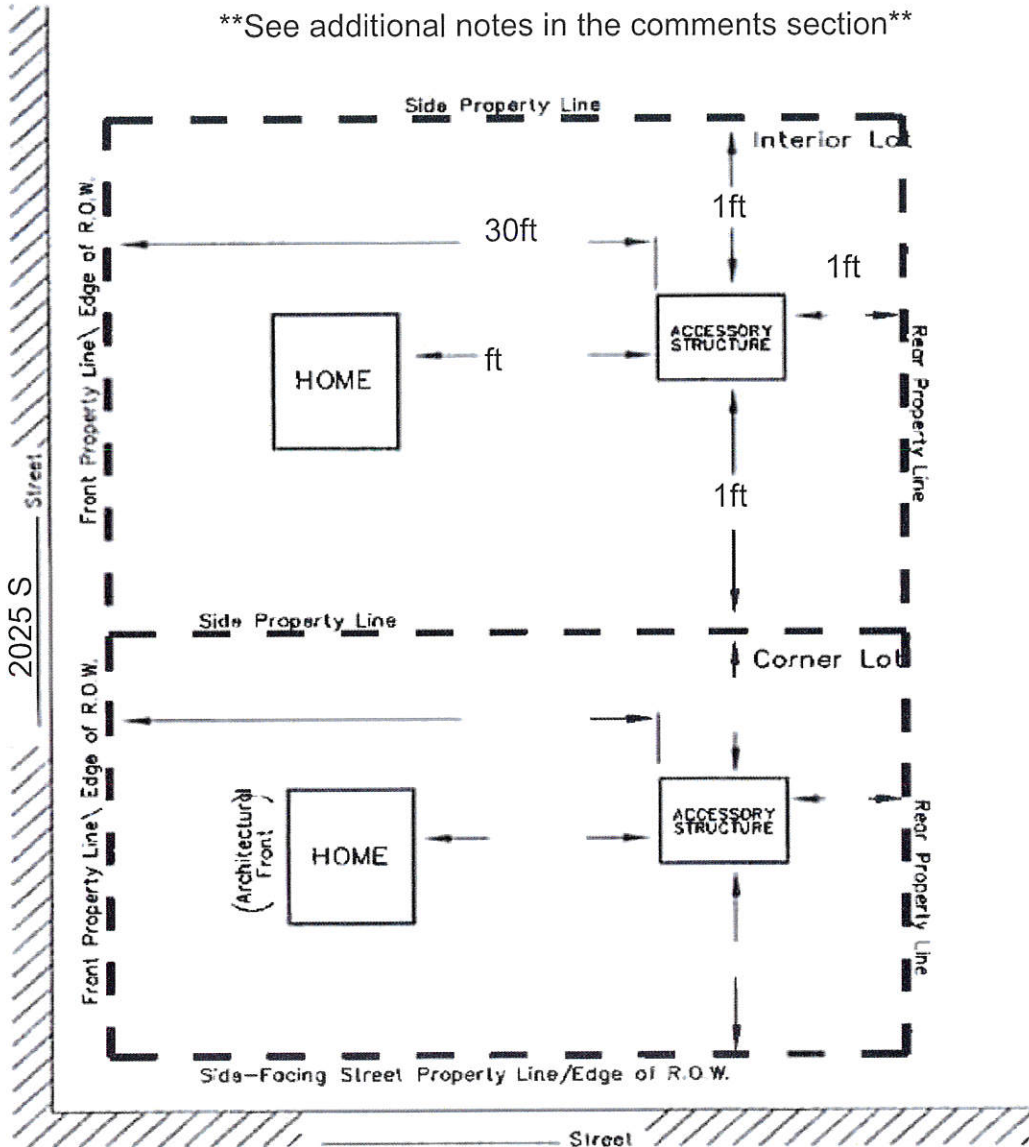 **See additional notes in the comments section**
Side Property Line
Interior Lot
Front Property Line\ Edge of R.O.W.
30ft
1ft
1ft
ACCESSORY
STRUCTURE
HOME
ft
Rear Property Line
1ft
2025 S
Street
Side Property Line
Corner Lot
Front Property Line\ Edge of R.O.W.
(Architectural
Front)
HOME
ACCESSORY
STRUCTURE
Rear Property Line
Side-Facing Street Property Line/Edge of R.O.W.
Street